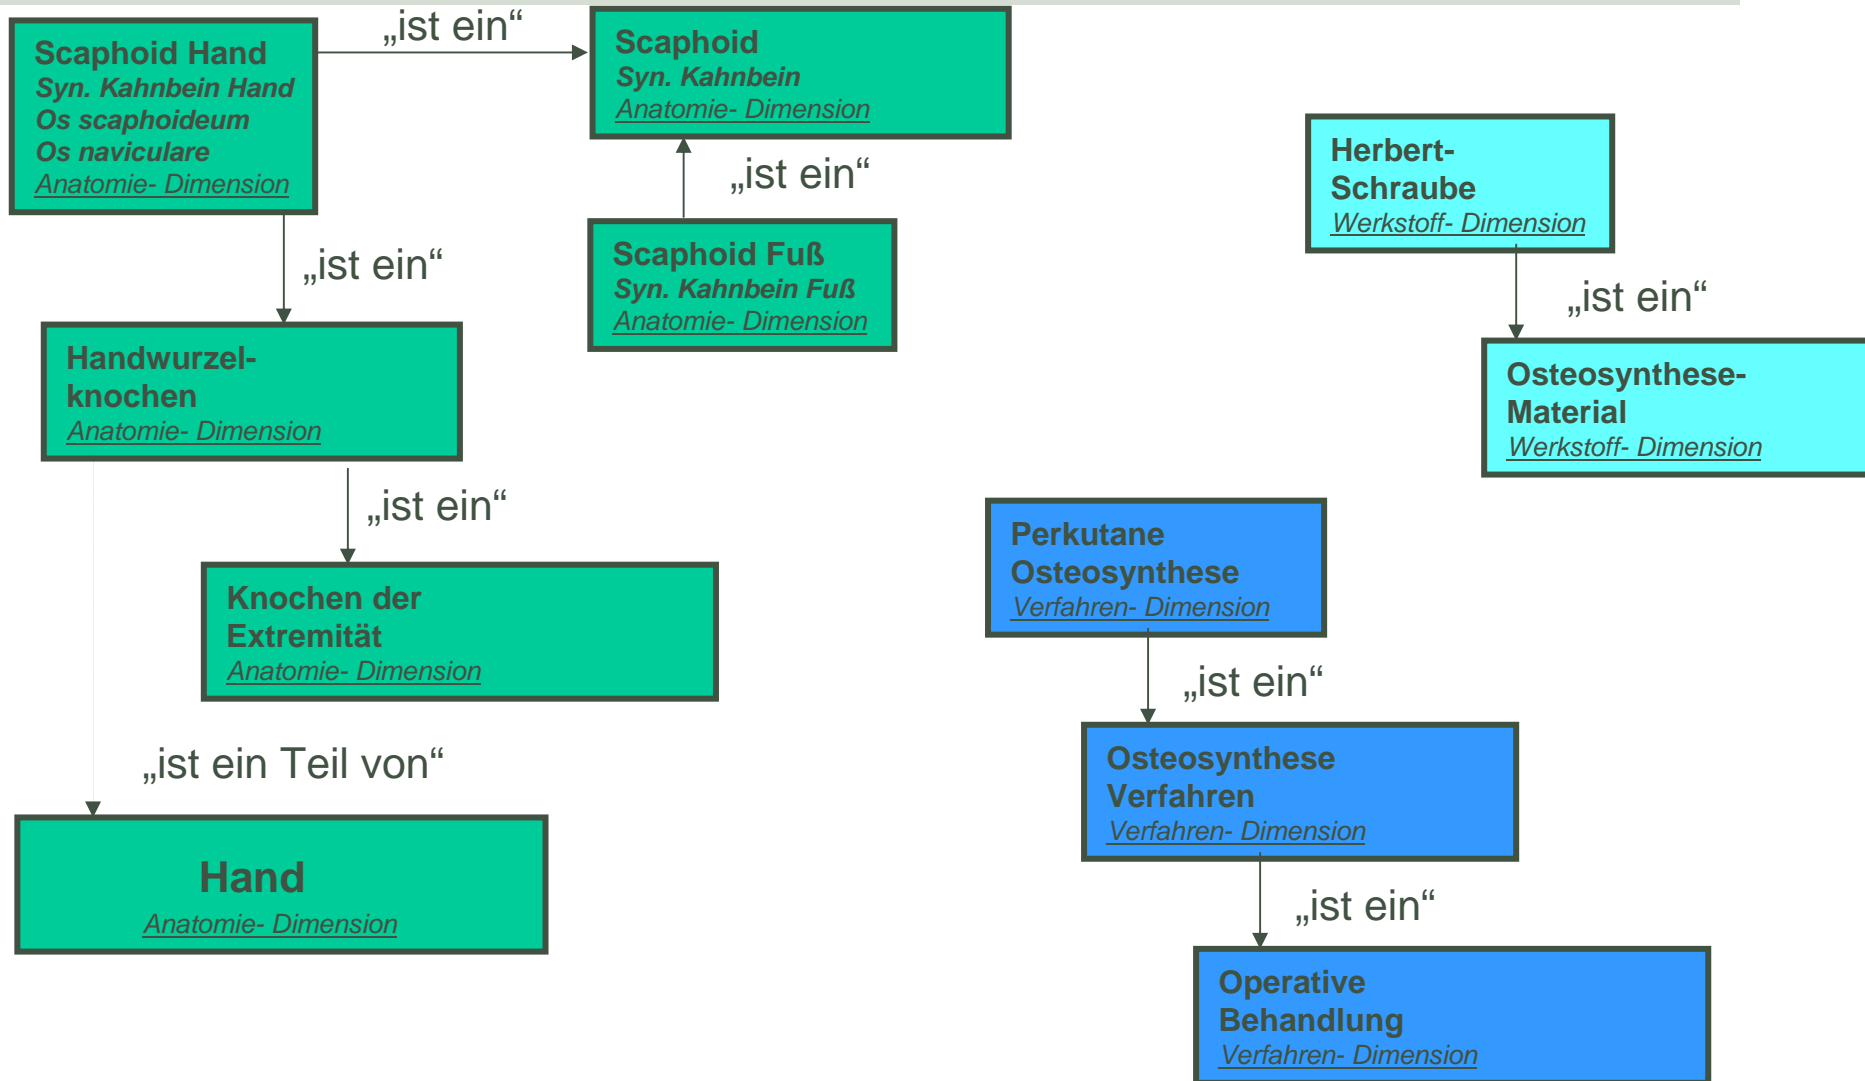 „ist ein“
Scaphoid Hand
Syn. Kahnbein Hand
Os scaphoideum
Os naviculare
Anatomie- Dimension
Scaphoid
Syn. Kahnbein
Anatomie- Dimension
„ist ein“
Scaphoid Fuß
Syn. Kahnbein Fuß
Anatomie- Dimension
„ist ein“
Handwurzel-
knochen
Anatomie- Dimension
„ist ein“
Knochen der
Extremität
Anatomie- Dimension
„ist ein Teil von“
Hand
Anatomie- Dimension
Herbert-
Schraube
Werkstoff- Dimension
„ist ein“
Osteosynthese-
Material
Werkstoff- Dimension
Perkutane
Osteosynthese
Verfahren- Dimension
„ist ein“
Osteosynthese
Verfahren
Verfahren- Dimension
„ist ein“
Operative
Behandlung
Verfahren- Dimension